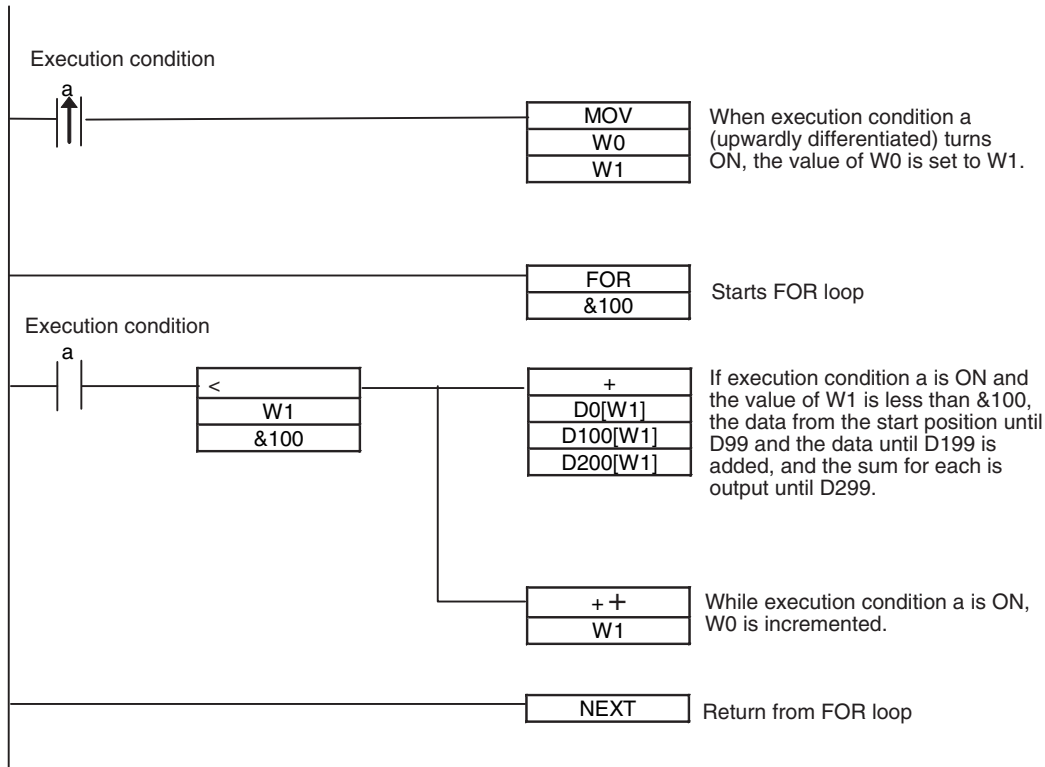 Execution condition
a
MOV
W0
W1
When execution condition a
(upwardly differentiated) turns
ON, the value of W0 is set to W1.
FOR
&100
Starts FOR loop
Execution condition
a
<
W1
&100
+
D0[W1]
D100[W1]
D200[W1]
If execution condition a is ON and
the value of W1 is less than &100,
the data from the start position until
D99 and the data until D199 is
added, and the sum for each is
output until D299.
++
W1
While execution condition a is ON,
W0 is incremented.
NEXT
Return from FOR loop